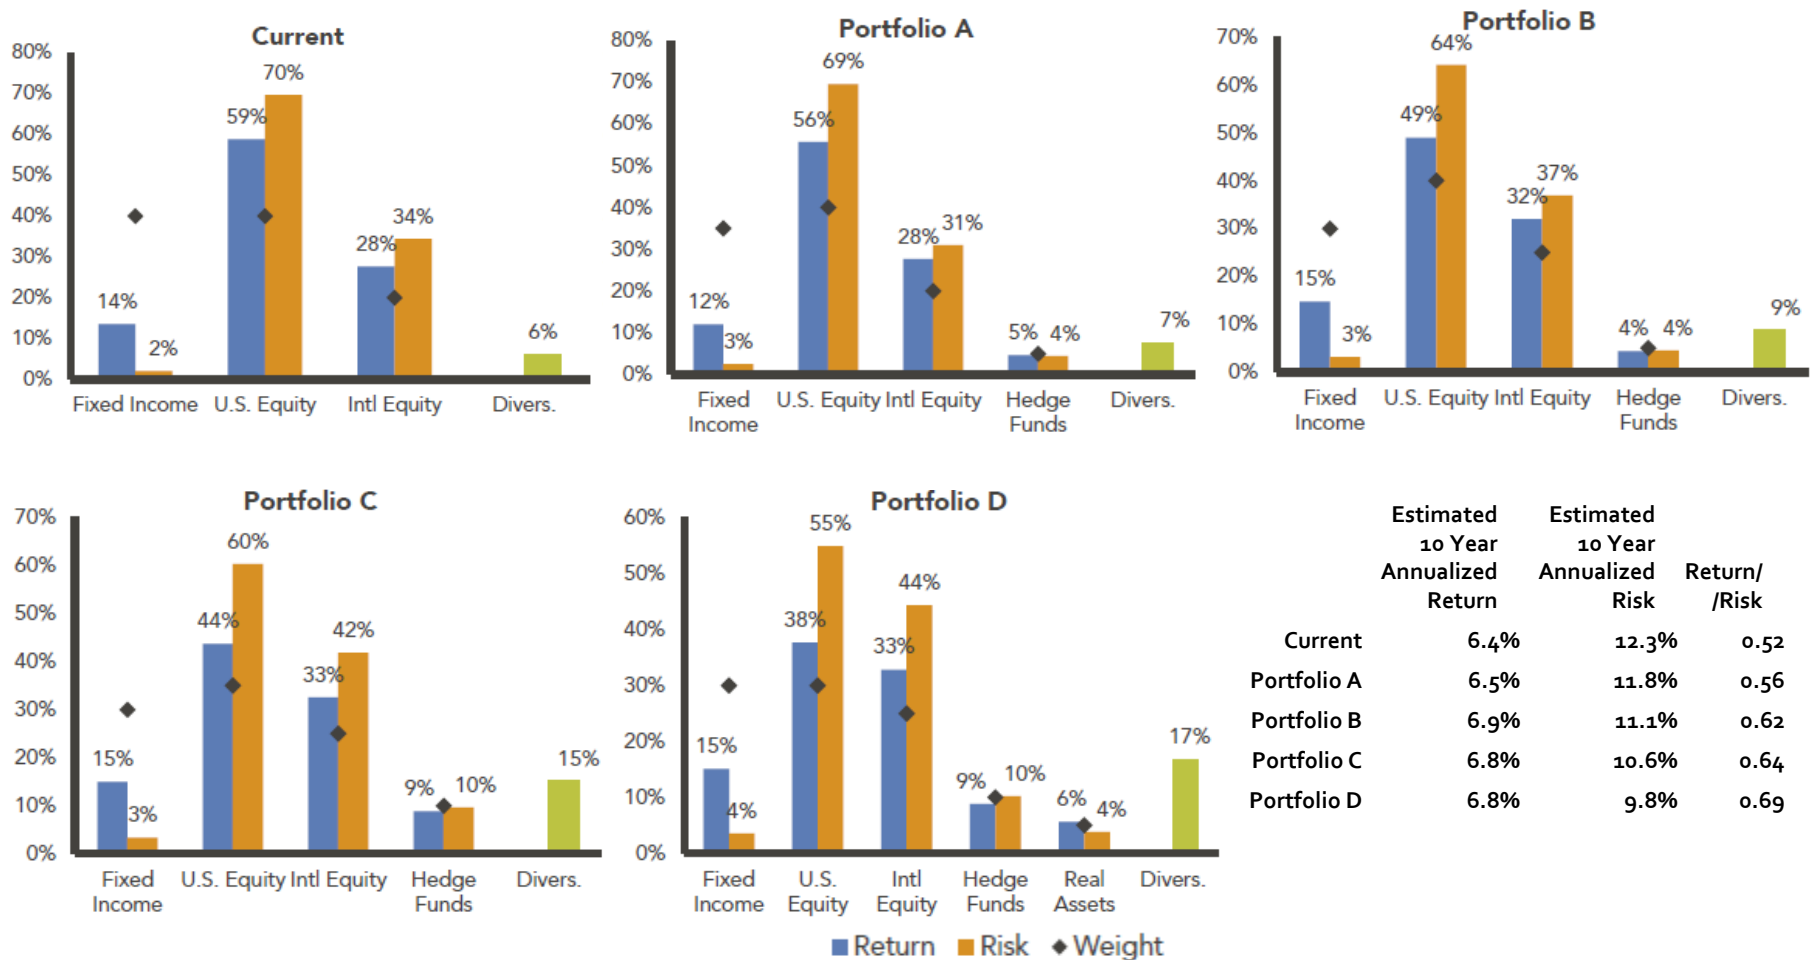 Current
80%
70%
60%
50%
40%
30%
20%
10%
0%
14%
2%
59%
70%
28%
34%
6%
Fixed Income
U.S. Equity
Intl Equity
Divers.
Portfolio A
80%
70%
60%
50%
40%
30%
20%
10%
0%
12%
3%
56%
69%
28%
31%
5%
4%
7%
Fixed
Income
U.S. Equity
Intl Equity
Hedge
Funds
Divers.
Portfolio B
70%
60%
50%
40%
30%
20%
10%
0%
15%
3%
49%
64%
32%
37%
4%
4%
9%
Fixed
Income
U.S. Equity
Intl Equity
Hedge
Funds
Divers.
Portfolio C
70%
60%
50%
40%
30%
20%
10%
0%
15%
3%
44%
60%
33%
42%
9%
10%
15%
Fixed
Income
U.S. Equity
Intl Equity
Hedge
Funds
Divers.
Portfolio D
60%
50%
40%
30%
20%
10%
0%
15%
4%
38%
55%
33%
44%
9%
10%
6%
4%
17%
Fixed
Income
U.S.
Equity
Intl
Equity
Hedge
Funds
Real
Assets
Divers.
Return
Risk
Weight
Estimated
10 Year
Annualized
Return
Estimated
10 Year
Annualized
Risk
Return/
/Risk
Current 6.4% 12.3% 0.52
Portfolio A 6.5% 11.8% 0.56
Portfolio B 6.9% 11.1% 0.62
Portfolio C 6.8% 10.6% 0.64
Portfolio D 6.8% 9.8% 0.69